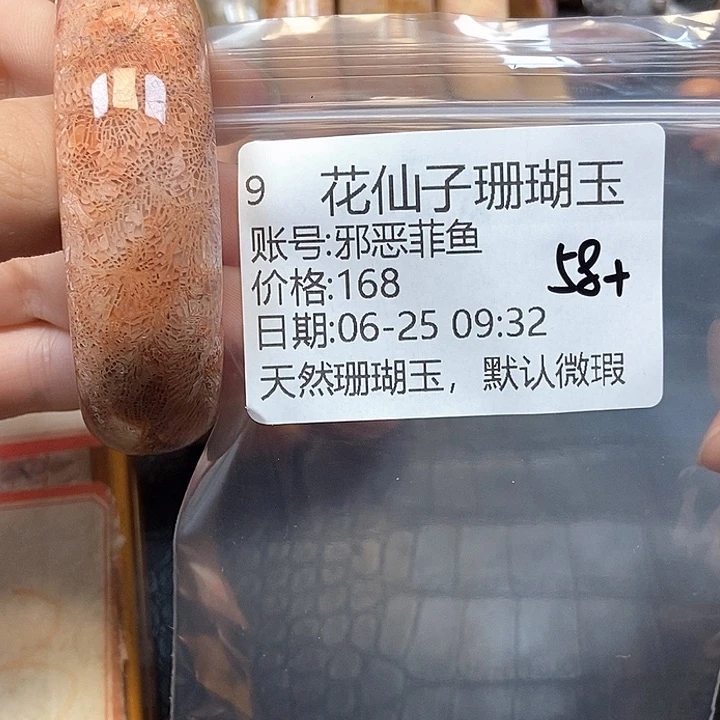 9 花仙子珊瑚玉
账号:邪恶菲鱼
58+
价格:168
日期:06-25 09:32
天然珊瑚玉，默认微瑕